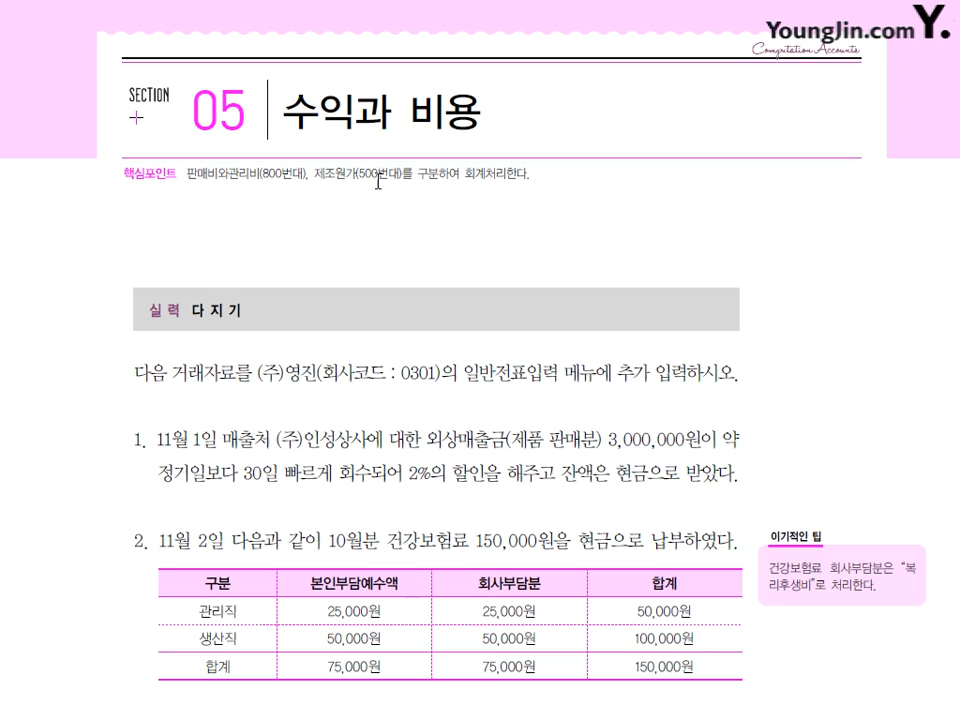 YoungJin.com Y.
Computation Accounts
SECTION
05
수익과 비용
핵심포인트 판매비와관리비(800번대), 제조원가(500번대)를 구분하여 회계처리한다.
실력 다지기
다음 거래자료를 (주)영진(회사코드 : 0301)의 일반전표입력 메뉴에 추가 입력하시오.
1. 11월 1일 매출처 (주)인성상사에 대한 외상매출금(제품 판매분) 3,000,000원이 약
정기일보다 30일 빠르게 회수되어 2%의 할인을 해주고 잔액은 현금으로 받았다.
2. 11월 2일 다음과 같이 10월분 건강보험료 150,000원을 현금으로 납부하였다.
구분 본인부담예수액 회사부담분 합계
관리직 25,000원 25,000원 50,000원
생산직 50,000원 50,000원 100,000원
합계 75,000원 75,000원 150,000원
이기적인 팁
건강보험료 회사부담분은 “복
리후생비”로 처리한다.